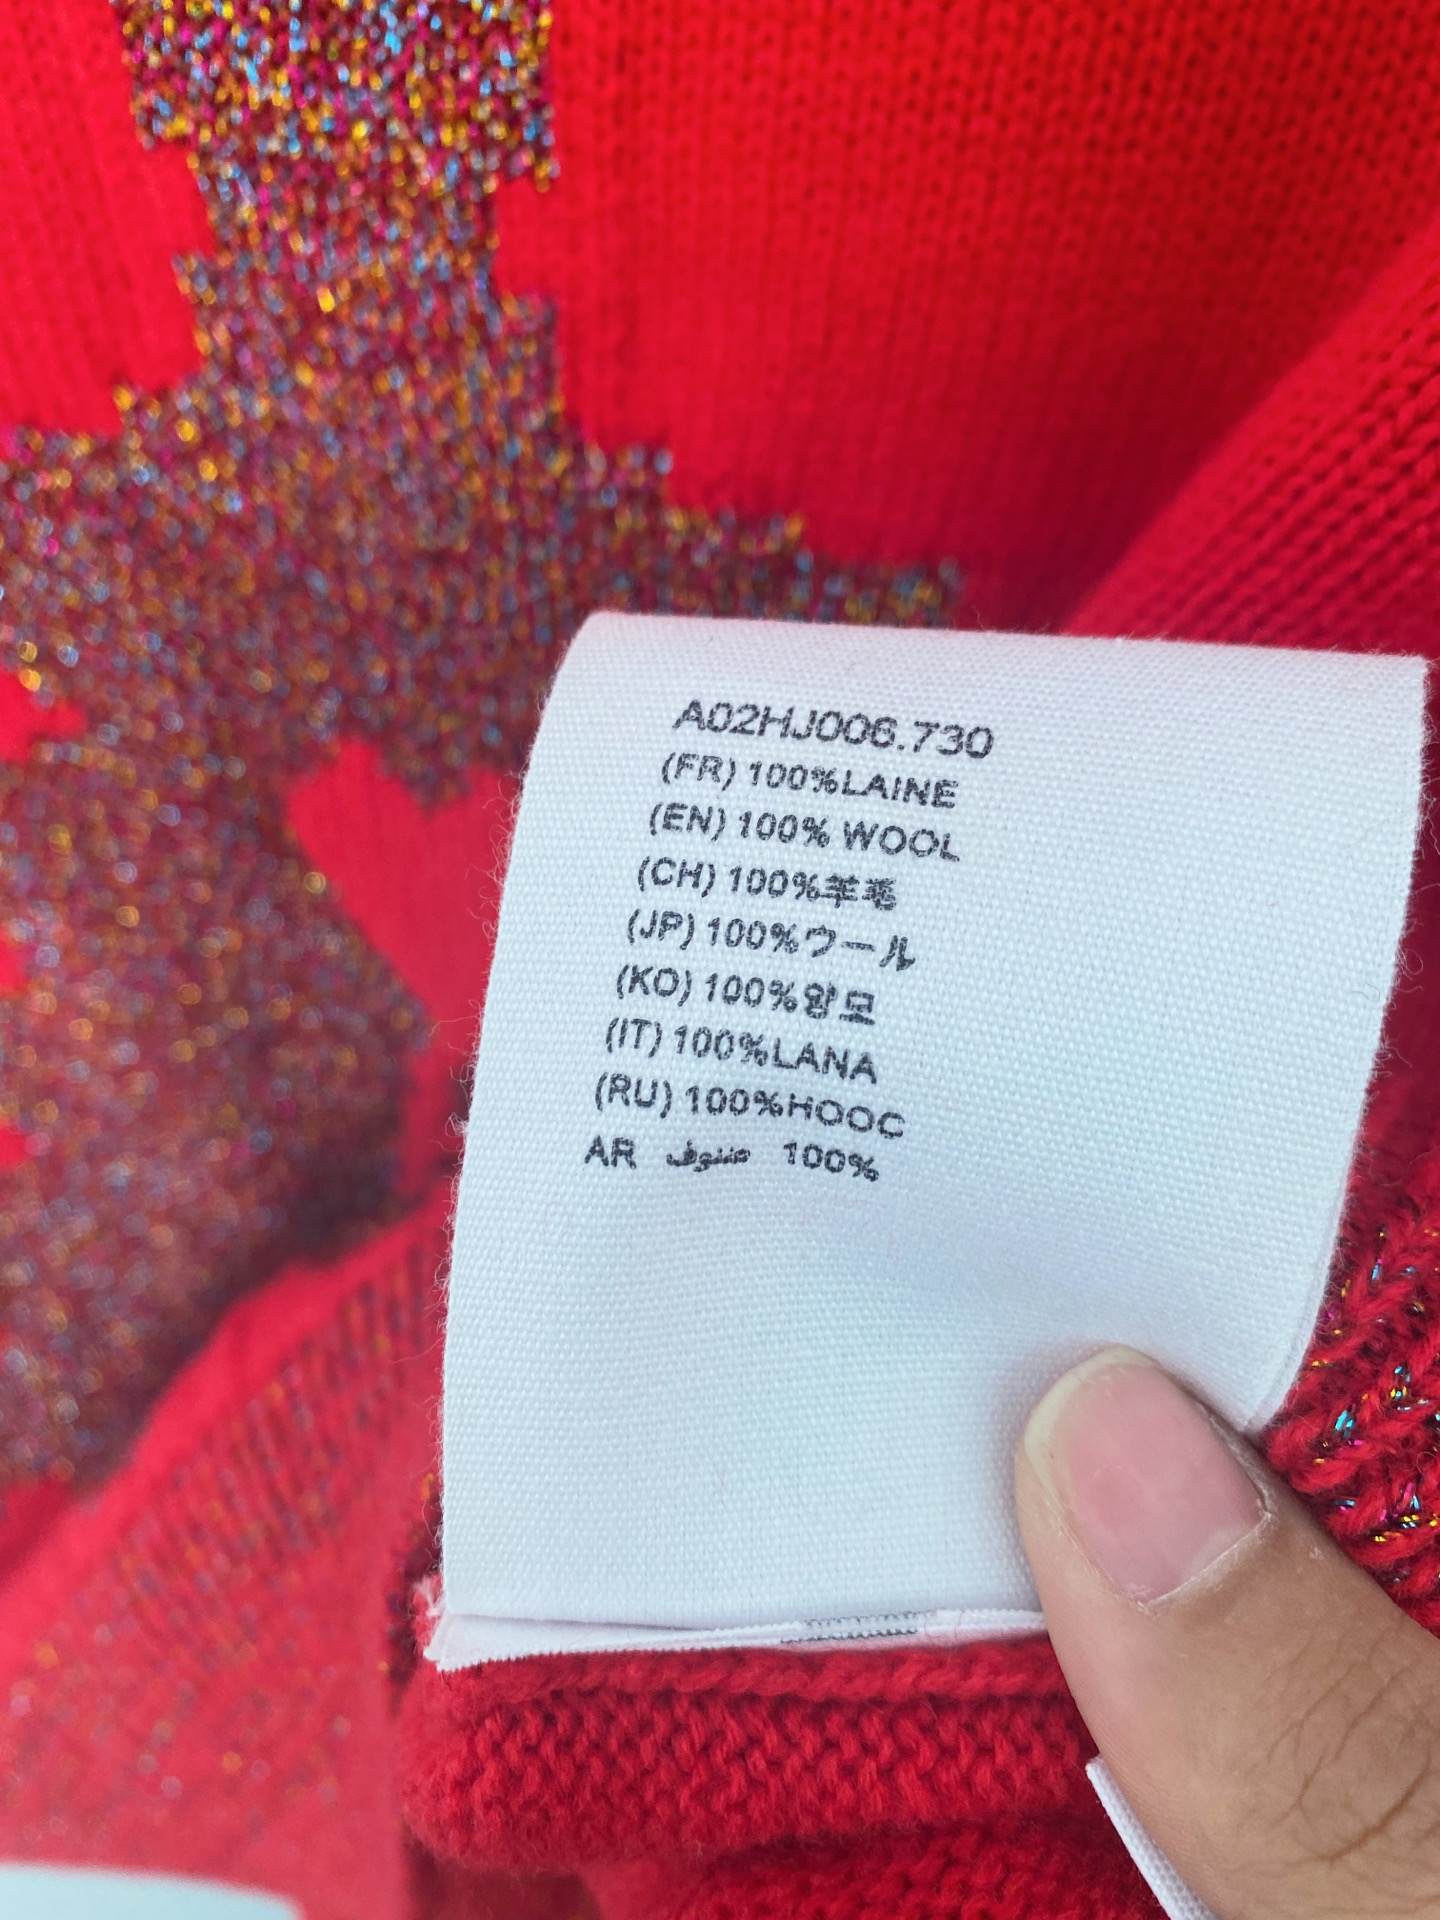 A02HJ006.730
(FR) 100%LAINE
(EN) 100% WOOL
(CH) 100%羊毛
(JP) 100%ウール
(KO) 100%양모
(IT) 100%LANA
(RU) 100%HOOC
AR صوف 100%